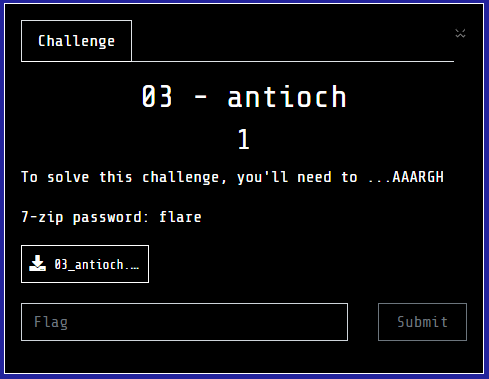 Challenge
03 - antioch
1
To solve this challenge, you'll need to ...AAARGH
7-zip password: flare
03_antioch.…
Flag
Submit